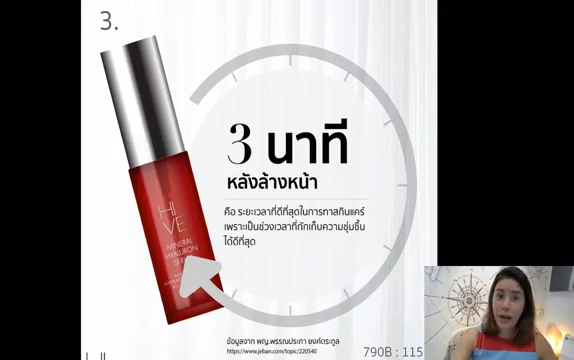 3.
3 นาที
หลังล้างหน้า
คือ ระยะเวลาที่ดีที่สุดในการทาสกินแคร์
เพราะเป็นช่วงเวลาที่กักเก็บความชุ่มชื้น
ได้ดีที่สุด
HI
VE
MINERAL
HYALURON
ข้อมูลจาก พญ.พรรณประภา ยงค์ตระกูล
https://www.jeban.com/topic/220540
790B : 115